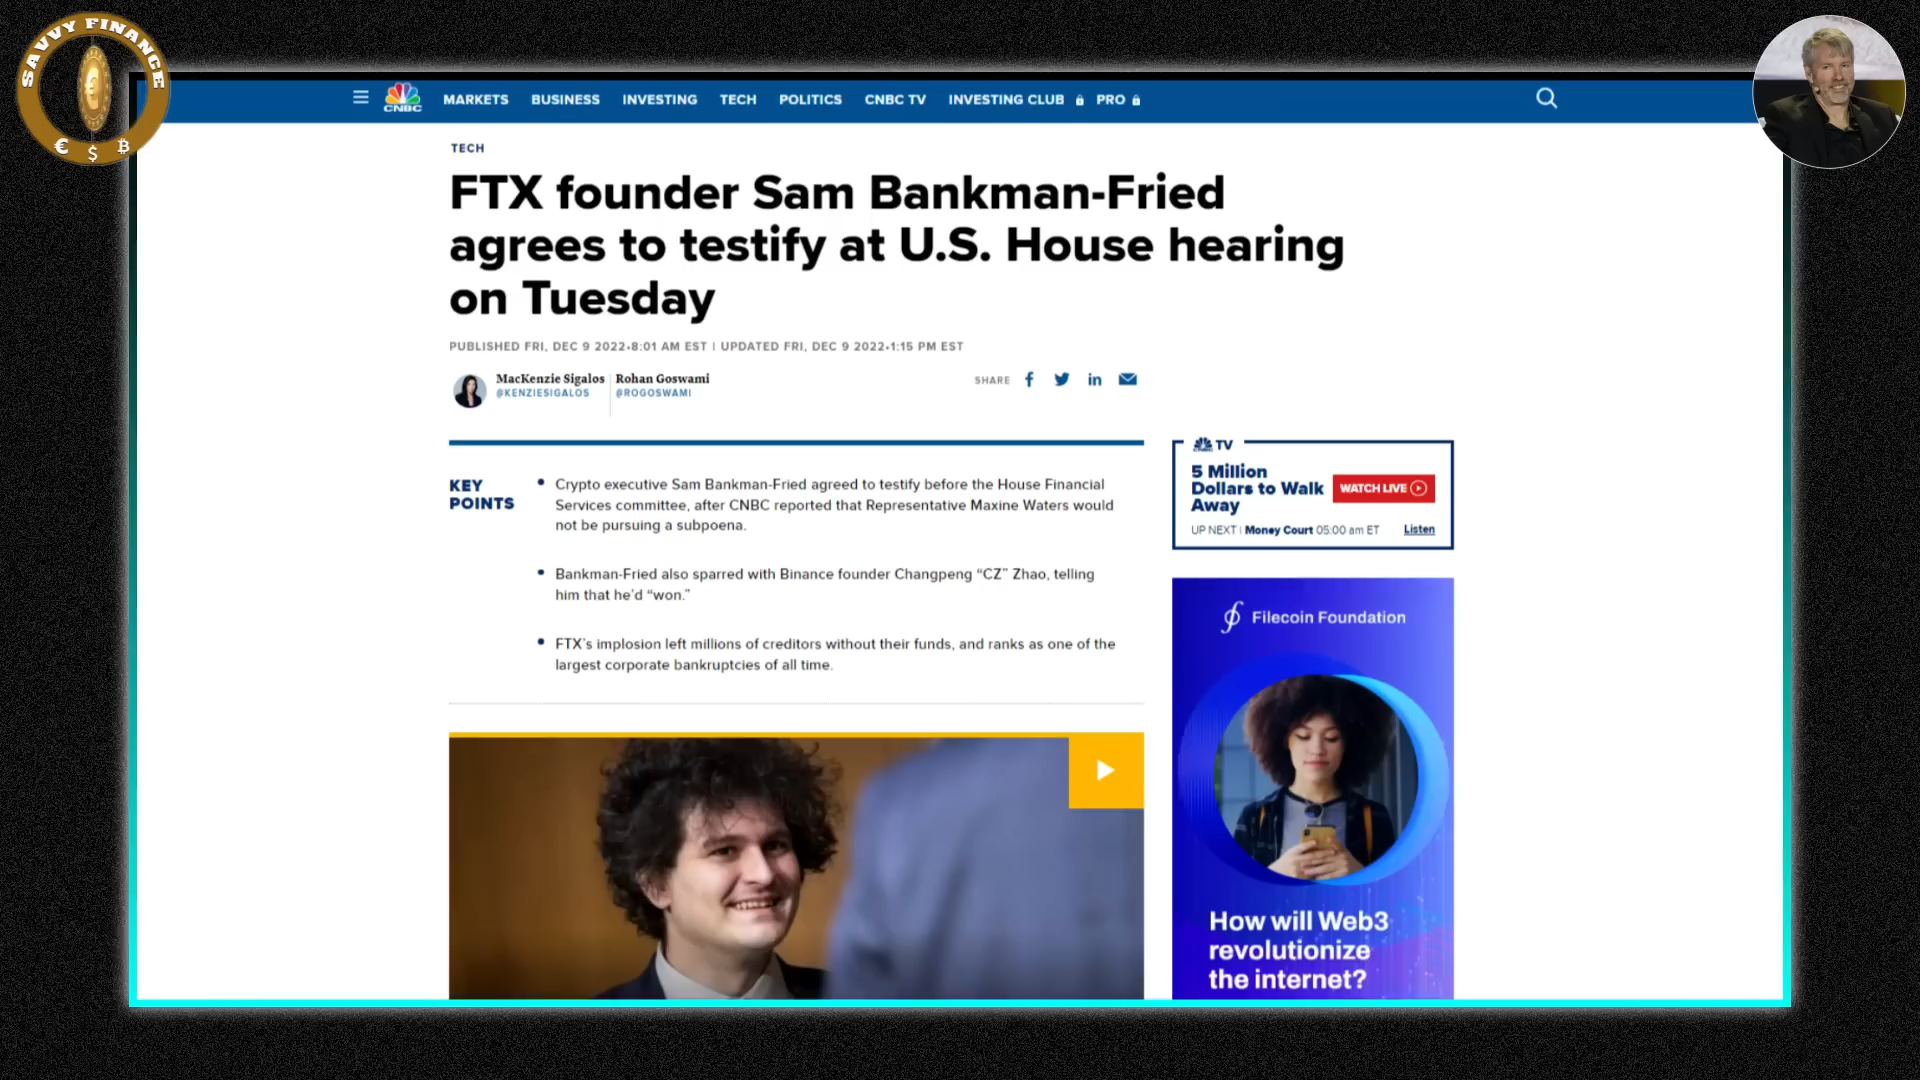 SAVVY FINANCE
€ $ ₿
CNBC
MARKETS BUSINESS INVESTING TECH POLITICS CNBC TV INVESTING CLUB PRO
TECH
FTX founder Sam Bankman-Fried
agrees to testify at U.S. House hearing
on Tuesday
PUBLISHED FRI, DEC 9 2022•8:01 AM EST | UPDATED FRI, DEC 9 2022•1:15 PM EST
MacKenzie Sigalos
@KENZIESIGALOS
Rohan Goswami
@ROGOSWAMI
SHARE
KEY
POINTS
• Crypto executive Sam Bankman-Fried agreed to testify before the House Financial
Services committee, after CNBC reported that Representative Maxine Waters would
not be pursuing a subpoena.
• Bankman-Fried also sparred with Binance founder Changpeng “CZ” Zhao, telling
him that he’d “won.”
• FTX’s implosion left millions of creditors without their funds, and ranks as one of the
largest corporate bankruptcies of all time.
CNBC TV
5 Million
Dollars to Walk
Away
WATCH LIVE
UP NEXT | Money Court 05:00 am ET
Listen
Filecoin Foundation
How will Web3
revolutionize
the internet?